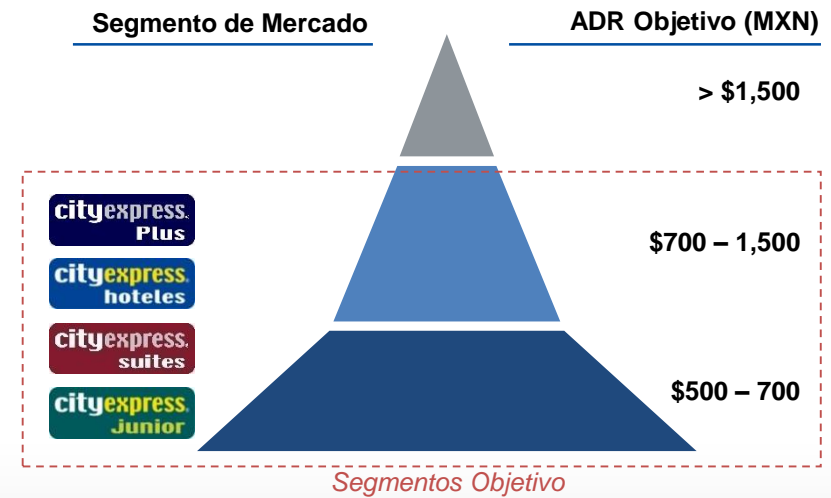 Segmento de Mercado
ADR Objetivo (MXN)
> $1,500
cityexpress.
Plus
$700 – 1,500
cityexpress.
hoteles
cityexpress.
suites
$500 – 700
cityexpress.
Junior
Segmentos Objetivo